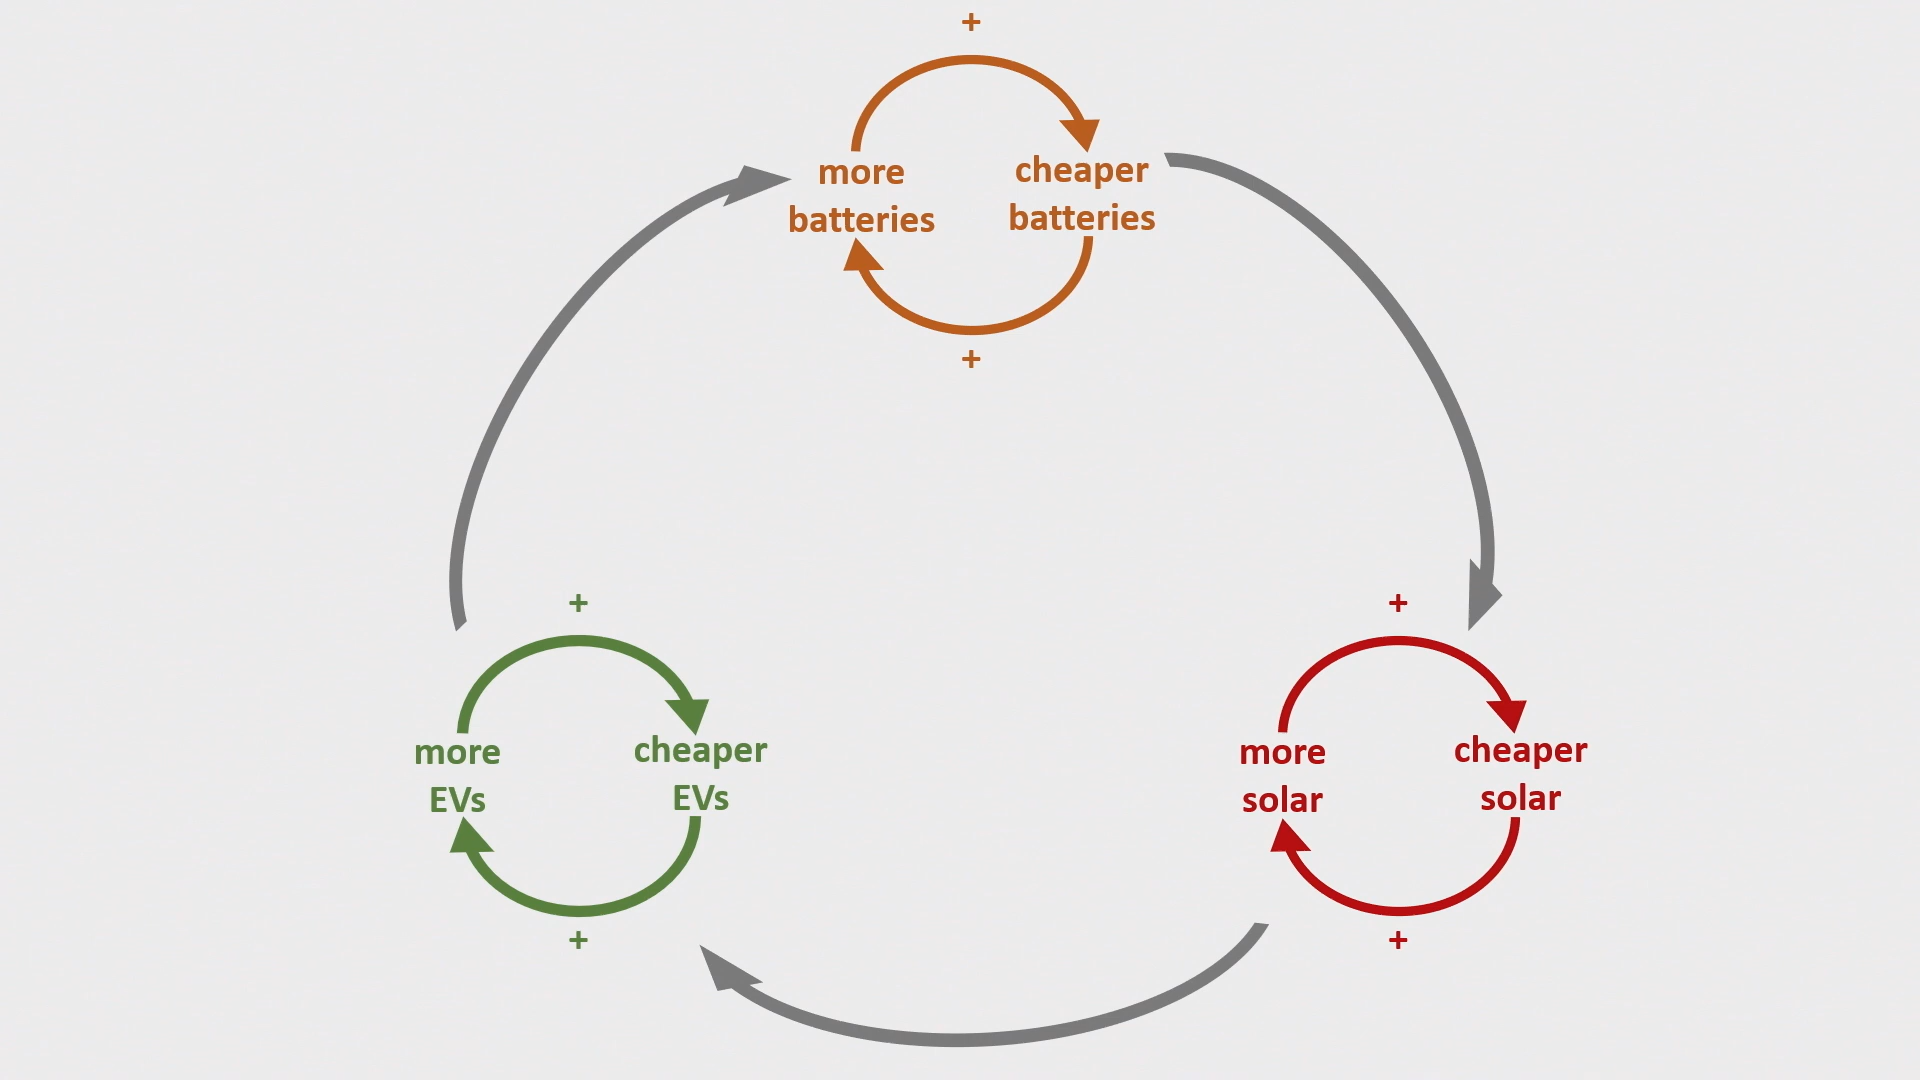 +
more
batteries
cheaper
batteries
+
+
more
EVs
cheaper
EVs
+
+
more
solar
cheaper
solar
+